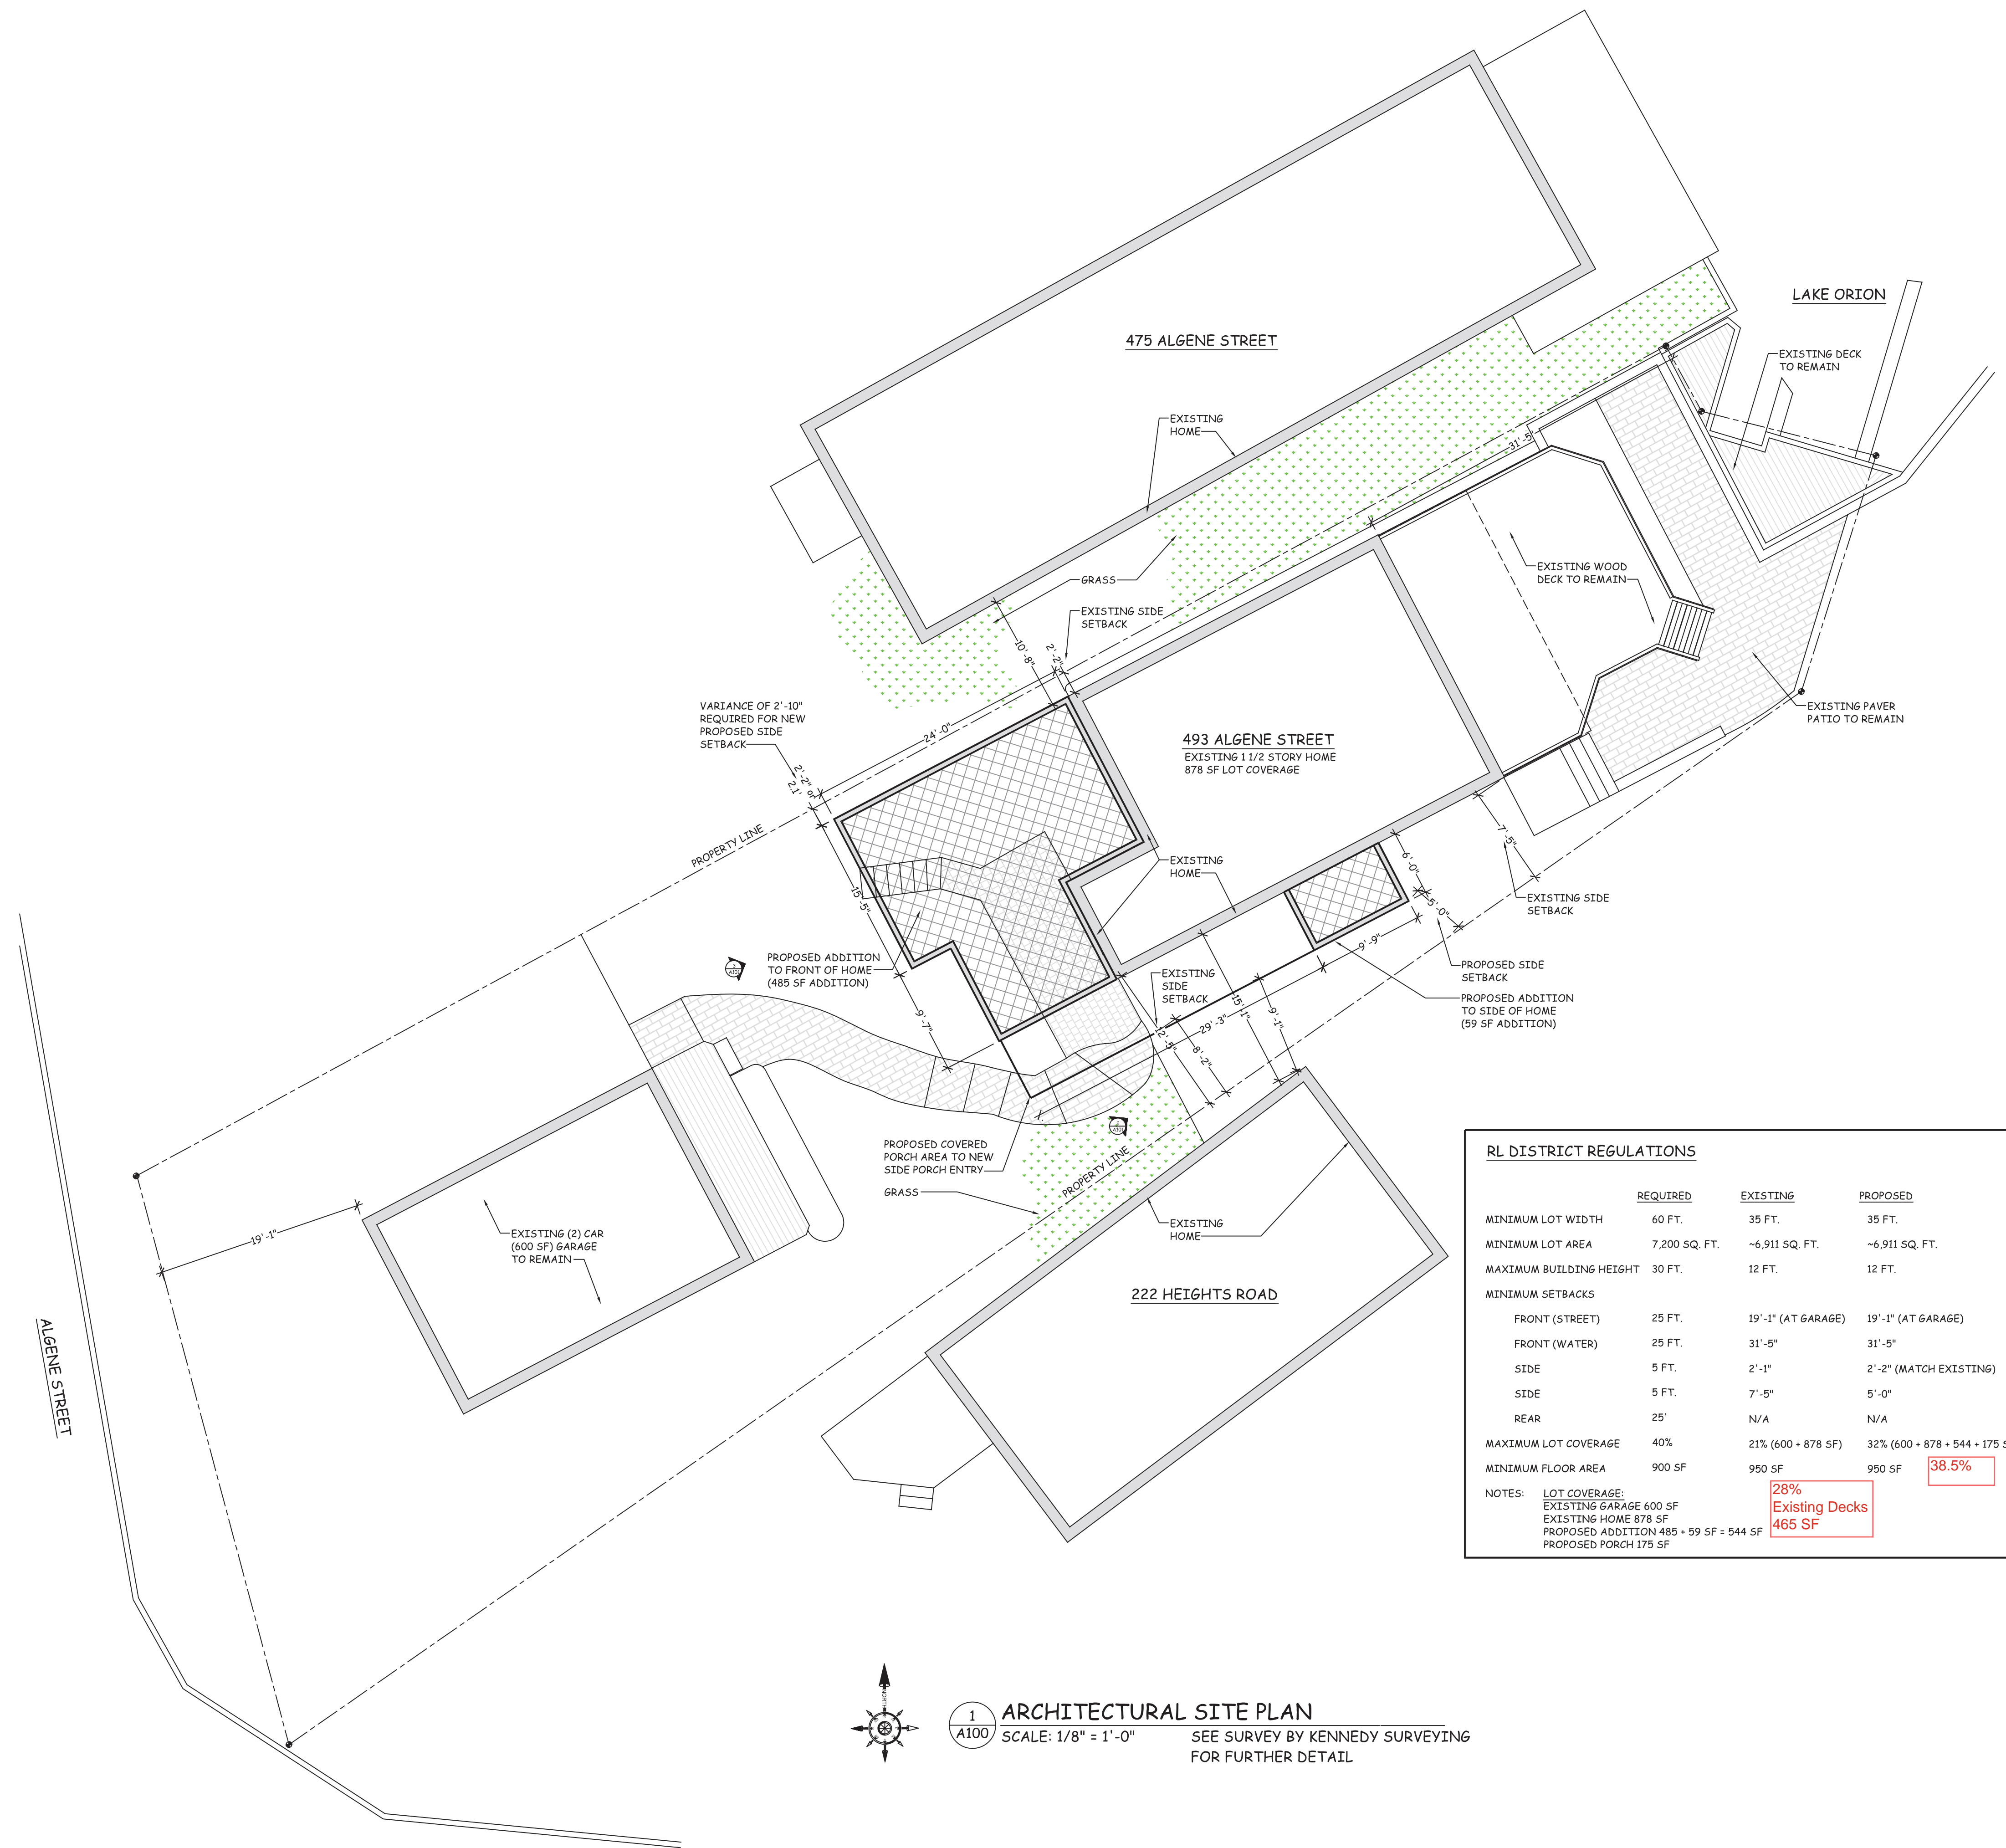 LAKE ORION
475 ALGENE STREET
EXISTING DECK
TO REMAIN
EXISTING
HOME
31'-5
EXISTING WOOD
DECK TO REMAIN
GRASS
EXISTING SIDE
SETBACK
10'-8"
2'-2"
VARIANCE OF 2'-10"
REQUIRED FOR NEW
PROPOSED SIDE
SETBACK
24'-0"
2'-2" or
2.1'
EXISTING PAVER
PATIO TO REMAIN
493 ALGENE STREET
EXISTING 1 1/2 STORY HOME
878 SF LOT COVERAGE
PROPERTY LINE
7'-5"
6'-0"
EXISTING
HOME
15'-5"
EXISTING SIDE
SETBACK
5'-0"
9'-9"
PROPOSED ADDITION
TO FRONT OF HOME
(485 SF ADDITION)
PROPOSED SIDE
SETBACK
EXISTING
SIDE
SETBACK
PROPOSED ADDITION
TO SIDE OF HOME
(59 SF ADDITION)
9'-7"
15'-1"
9'-1"
29'-3"
12'-5"
8'-2"
A101
A101
PROPOSED COVERED
PORCH AREA TO NEW
SIDE PORCH ENTRY
GRASS
PROPERTY LINE
EXISTING
HOME
19'-1"
EXISTING (2) CAR
(600 SF) GARAGE
TO REMAIN
222 HEIGHTS ROAD
ALGENE STREET
RL DISTRICT REGULATIONS
REQUIRED EXISTING PROPOSED
MINIMUM LOT WIDTH 60 FT. 35 FT. 35 FT.
MINIMUM LOT AREA 7,200 SQ. FT. ~6,911 SQ. FT. ~6,911 SQ. FT.
MAXIMUM BUILDING HEIGHT 30 FT. 12 FT. 12 FT.
MINIMUM SETBACKS
FRONT (STREET) 25 FT. 19'-1" (AT GARAGE) 19'-1" (AT GARAGE)
FRONT (WATER) 25 FT. 31'-5" 31'-5"
SIDE 5 FT. 2'-1" 2'-2" (MATCH EXISTING)
SIDE 5 FT. 7'-5" 5'-0"
REAR 25' N/A N/A
MAXIMUM LOT COVERAGE 40% 21% (600 + 878 SF) 32% (600 + 878 + 544 + 175 S
MINIMUM FLOOR AREA 900 SF 950 SF 950 SF
38.5%
NOTES: LOT COVERAGE:
EXISTING GARAGE 600 SF
EXISTING HOME 878 SF
PROPOSED ADDITION 485 + 59 SF = 544 SF
PROPOSED PORCH 175 SF
28%
Existing Decks
465 SF
NORTH
1
A100
ARCHITECTURAL SITE PLAN
SCALE: 1/8" = 1'-0"
SEE SURVEY BY KENNEDY SURVEYING
FOR FURTHER DETAIL